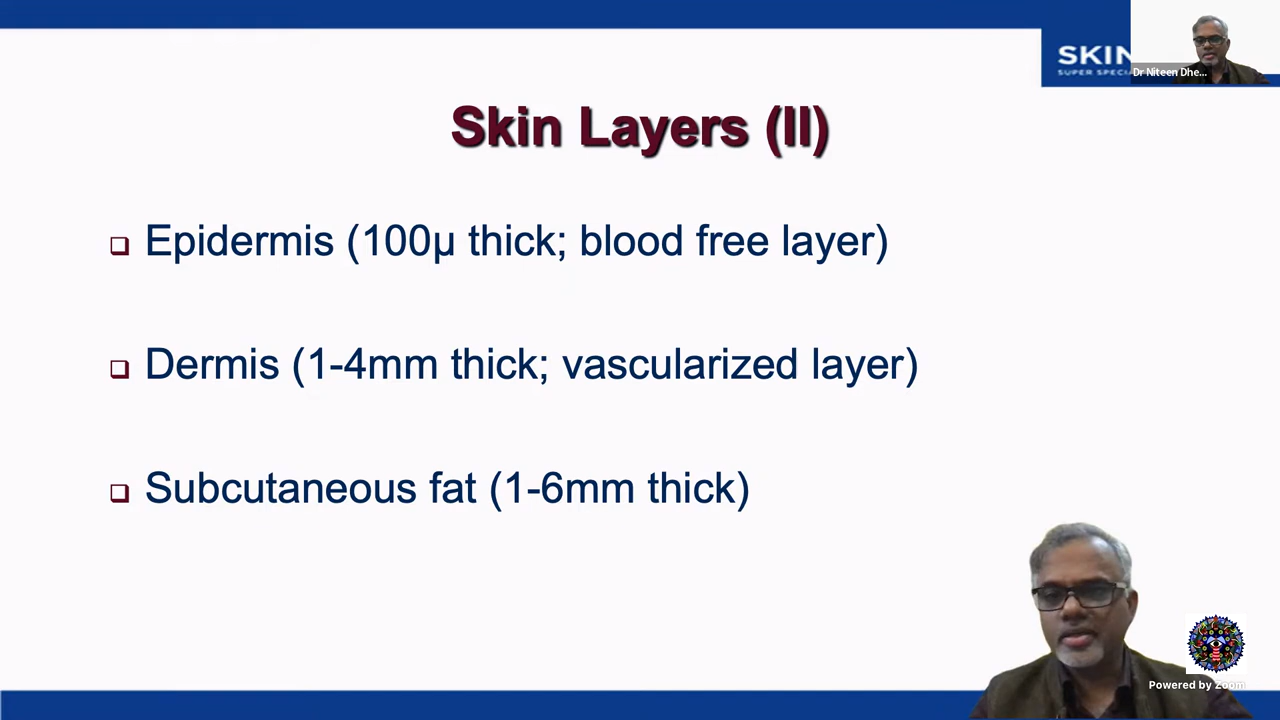 SKIN
SUPER SPECIA
Dr Niteen Dhe...
Skin Layers (II)
Epidermis (100µ thick; blood free layer)
Dermis (1-4mm thick; vascularized layer)
Subcutaneous fat (1-6mm thick)
Powered by Zoom